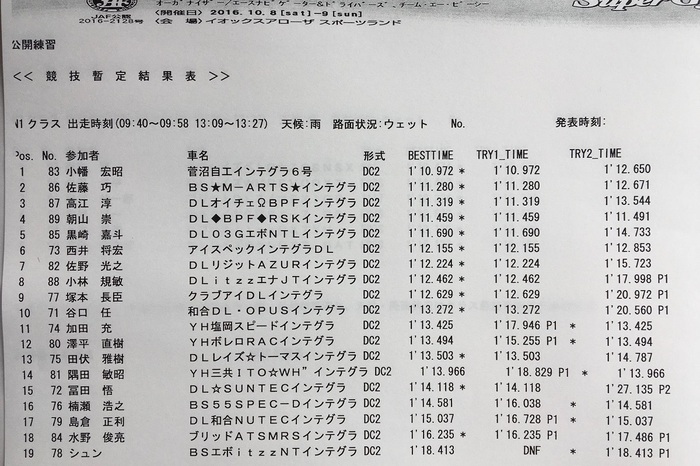 オーガナイザー/エースナビゲーター&ドライバーズ、チーム・エー・ピーシー
JAF公認
2016-2128号
<開催日> 2016. 10. 8 [sat] ~9 [sun]
<会 場> イオックスアローザ スポーツランド
公開練習
<< 競 技 暫 定 結 果 表 >>
N1クラス 出走時刻(09:40~09:58 13:09~13:27) 天候:雨 路面状況:ウェット No. 発表時刻:
Pos. No. 参加者 車名 形式 BESTTIME TRY1_TIME TRY2_TIME
1 83 小幡 宏昭 菅沼自工インテグラ6号 DC2 1'10.972 * 1'10.972 1'12.650
2 86 佐藤 巧 BS★M-ARTS★インテグラ DC2 1'11.280 * 1'11.280 1'12.671
3 87 高江 淳 DLオイチェΩBPFインテグラ DC2 1'11.319 * 1'11.319 1'13.544
4 89 朝山 崇 DL◆BPF◆RSKインテグラ DC2 1'11.459 * 1'11.459 1'11.491
5 85 黒崎 嘉斗 DL03GエボNTLインテグラ DC2 1'11.690 * 1'11.690 1'14.733
6 73 西井 将宏 アイスペックインテグラDL DC2 1'12.155 * 1'12.155 1'12.853
7 82 佐野 光之 DLリジットAZURインテグラ DC2 1'12.224 * 1'12.224 1'15.723
8 88 小林 規敏 DLitzzエナJTインテグラ DC2 1'12.462 * 1'12.462 1'17.998 P1
9 77 塚本 長臣 クラブアイDLインテグラ DC2 1'12.629 * 1'12.629 1'20.972 P1
10 71 谷口 任 和合DL・OPUSインテグラ DC2 1'13.272 * 1'13.272 1'20.560 P1
11 74 加田 充 YH塩岡スピードインテグラ DC2 1'13.425 1'17.946 P1 * 1'13.425
12 80 澤平 直樹 YHボレロRACインテグラ DC2 1'13.494 1'15.255 P1 * 1'13.494
13 75 田伏 雅樹 DLレイズ☆トーマスインテグラ DC2 1'13.503 * 1'13.503 1'14.787
14 81 隅田 敏昭 YH三共ITO☆WH"インテグラ DC2 1'13.966 1'18.829 P1 * 1'13.966
15 72 冨田 悟 DL☆SUNTECインテグラ DC2 1'14.118 * 1'14.118 1'27.135 P2
16 76 楠瀬 浩之 BS55SPEC-Dインテグラ DC2 1'14.581 1'16.038 * 1'14.581
17 79 島倉 正利 DL和合NUTECインテグラ DC2 1'15.037 1'16.728 P1 * 1'15.037
18 84 水野 俊亮 ブリッドATSMRSインテグラ DC2 1'16.235 * 1'16.235 P1 1'17.486 P1
19 78 シュン BSエボitzzNTインテグラ DC2 1'18.413 DNF * 1'18.413 P1